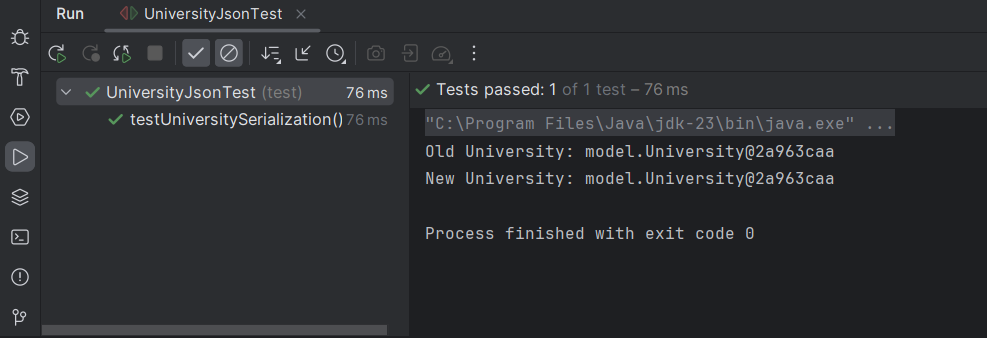 Run
UniversityJsonTest
UniversityJsonTest (test) 76 ms
testUniversitySerialization() 76 ms
Tests passed: 1 of 1 test – 76 ms
"C:\Program Files\Java\jdk-23\bin\java.exe" ...
Old University: model.University@2a963caa
New University: model.University@2a963caa
Process finished with exit code 0